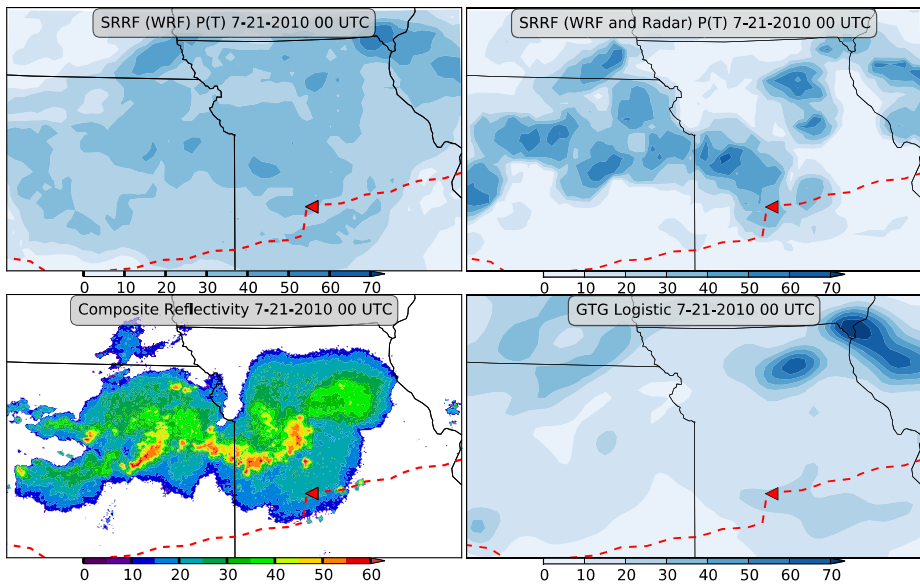 SRRF (WRF) P(T) 7-21-2010 00 UTC
SRRF (WRF and Radar) P(T) 7-21-2010 00 UTC
0 10 20 30 40 50 60 70
0 10 20 30 40 50 60 70
Composite Reflectivity 7-21-2010 00 UTC
GTG Logistic 7-21-2010 00 UTC
0 10 20 30 40 50 60
0 10 20 30 40 50 60 70